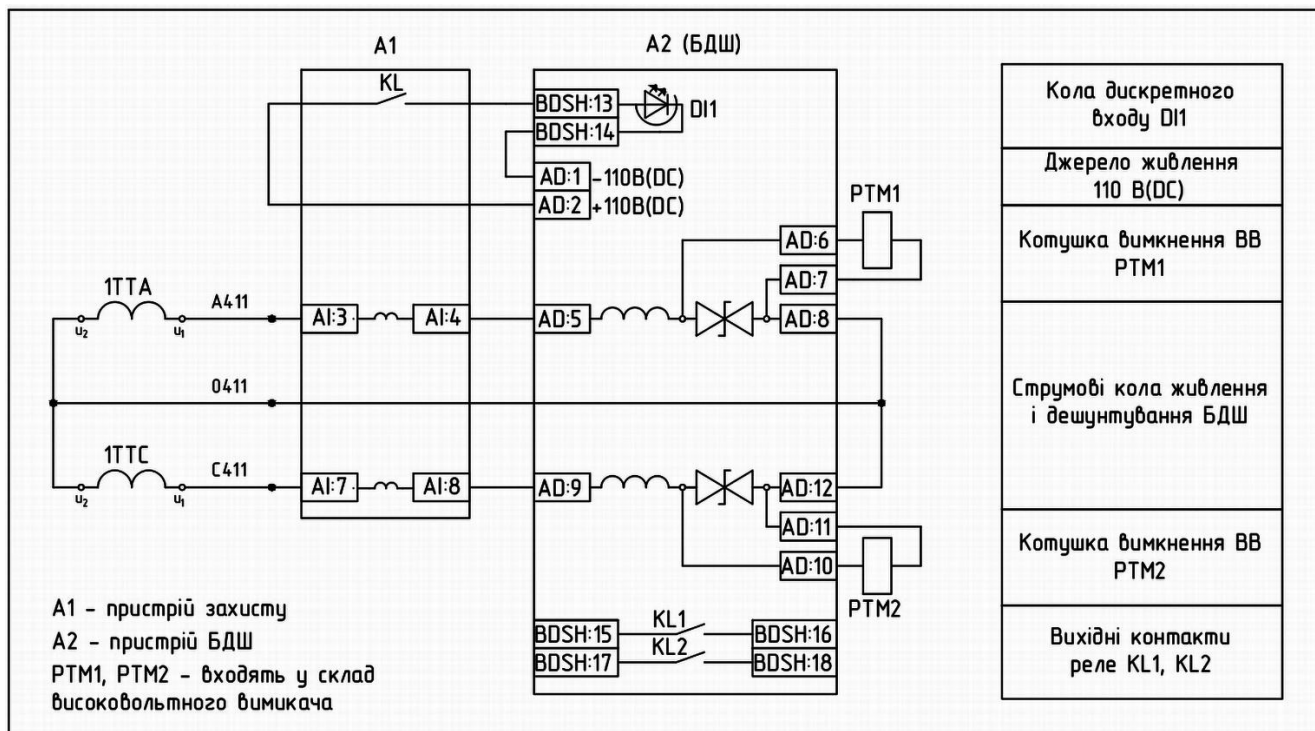 A1
A2 (БДШ)
KL
BDSH:13
DI1
BDSH:14
AD:1 -110В(DC)
AD:2 +110В(DC)
PTM1
AD:6
AD:7
1TTA
A411
u₂
u₁
AI:3
AI:4
AD:5
AD:8
0411
1TTC
C411
u₂
u₁
AI:7
AI:8
AD:9
AD:12
AD:11
AD:10
PTM2
BDSH:15
KL1
BDSH:16
BDSH:17
KL2
BDSH:18
A1 - пристрій захисту
A2 - пристрій БДШ
PTM1, PTM2 - входять у склад
високовольтного вимикача
Кола дискретного
входу DI1
Джерело живлення
110 В(DC)
Котушка вимкнення ВВ
PTM1
Струмові кола живлення
і дешунтування БДШ
Котушка вимкнення ВВ
PTM2
Вихідні контакти
реле KL1, KL2